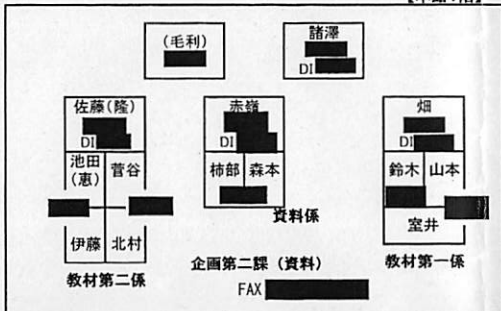 (毛利)
諸澤
DI
佐藤(隆)
DI
池田
(恵)
菅谷
伊藤
北村
教材第二係
赤嶺
DI
柿部
森本
資料係
畑
DI
鈴木
山本
室井
教材第一係
企画第二課(資料)
FAX